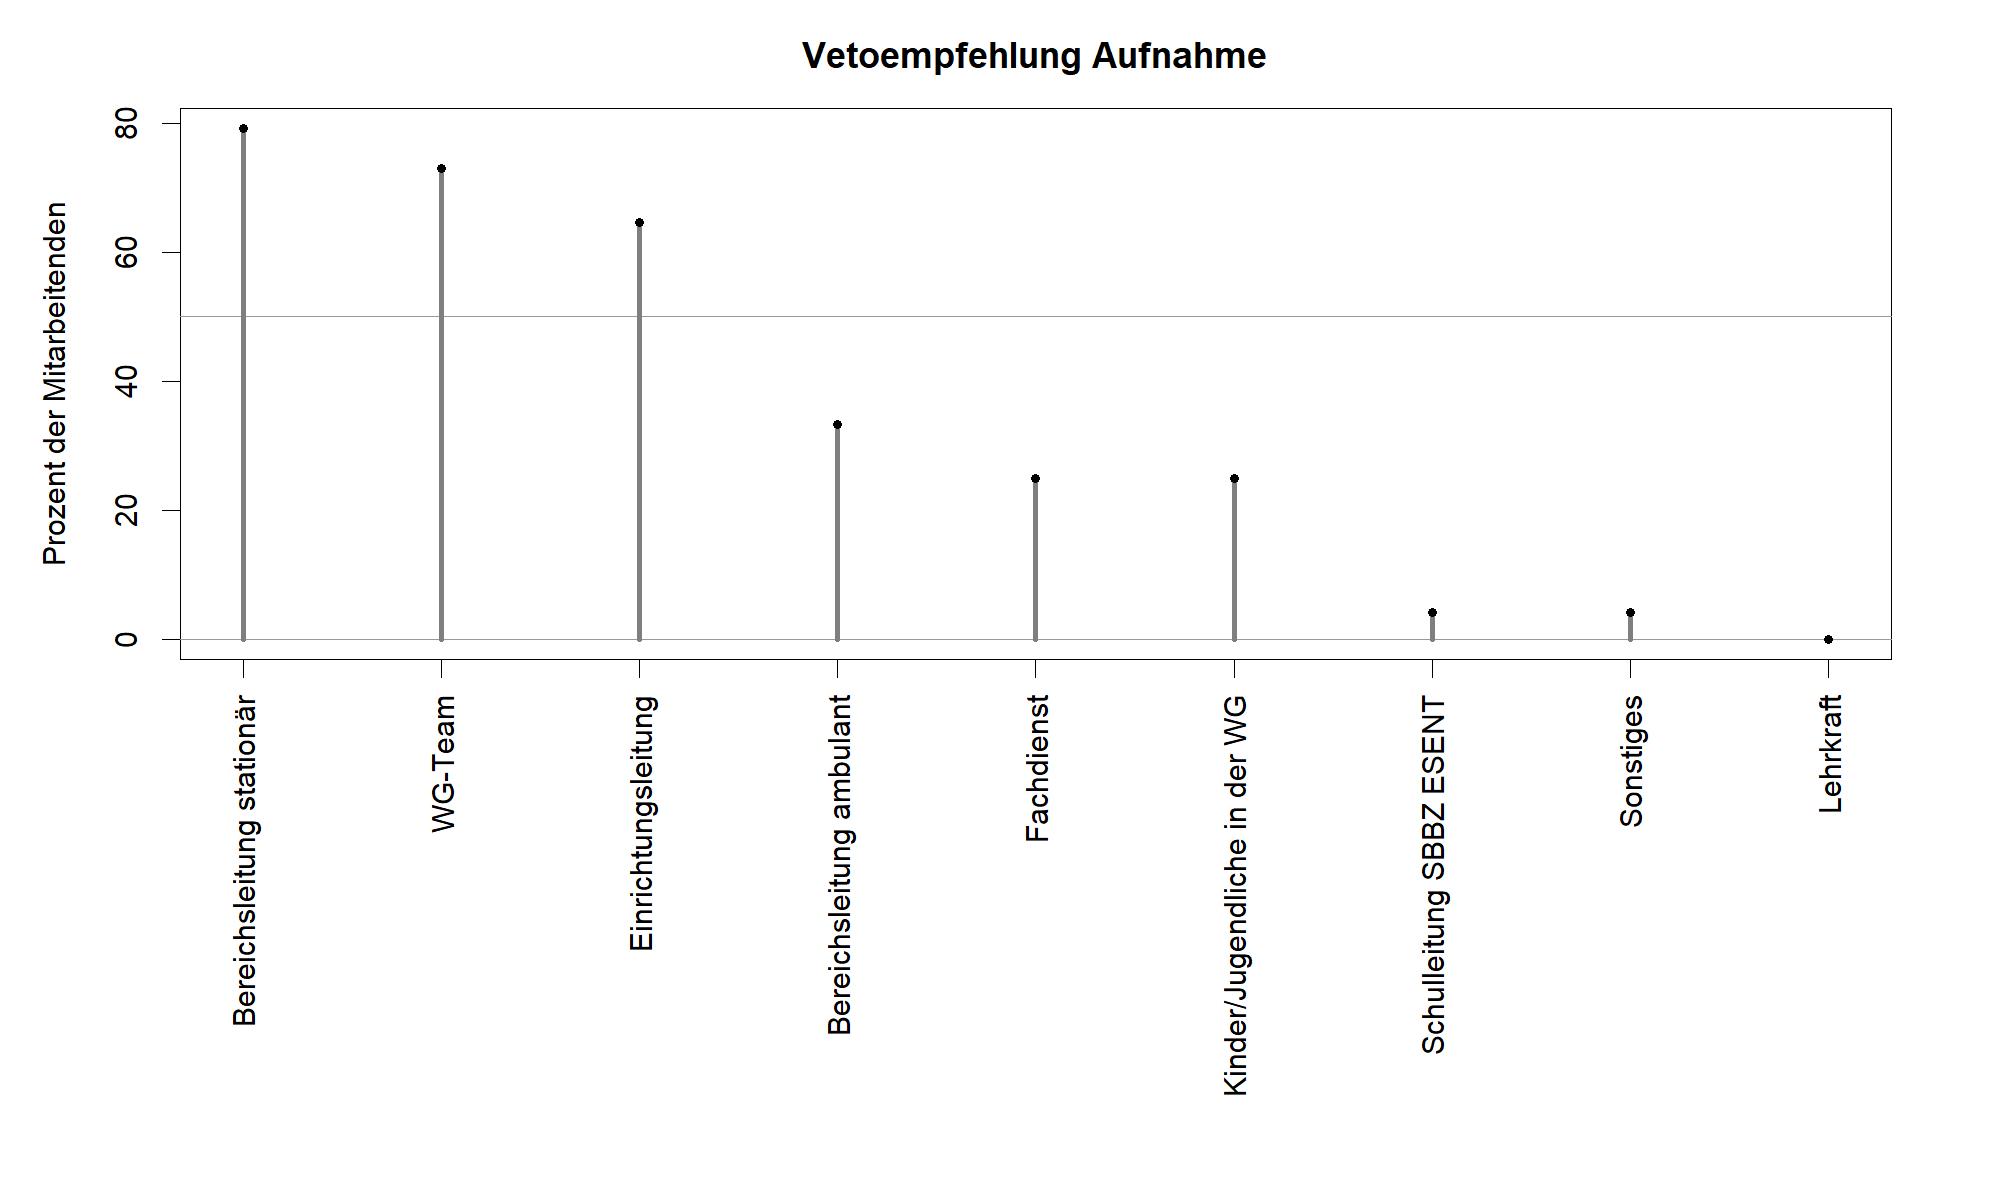 Vetoempfehlung Aufnahme
Prozent der Mitarbeitenden
80
60
40
20
0
Bereichsleitung stationär
WG-Team
Einrichtungsleitung
Bereichsleitung ambulant
Fachdienst
Kinder/Jugendliche in der WG
Schulleitung SBBZ ESENT
Sonstiges
Lehrkraft